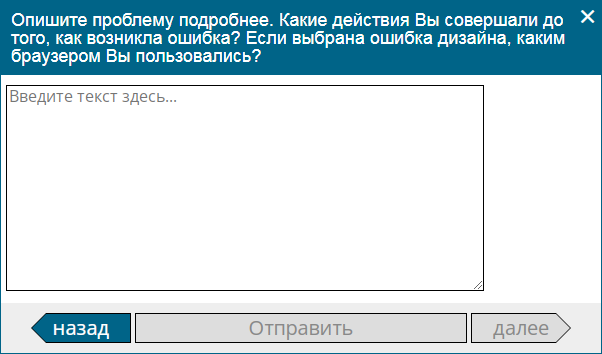 Опишите проблему подробнее. Какие действия Вы совершали до
того, как возникла ошибка? Если выбрана ошибка дизайна, каким
браузером Вы пользовались?
Введите текст здесь...
назад Отправить далее